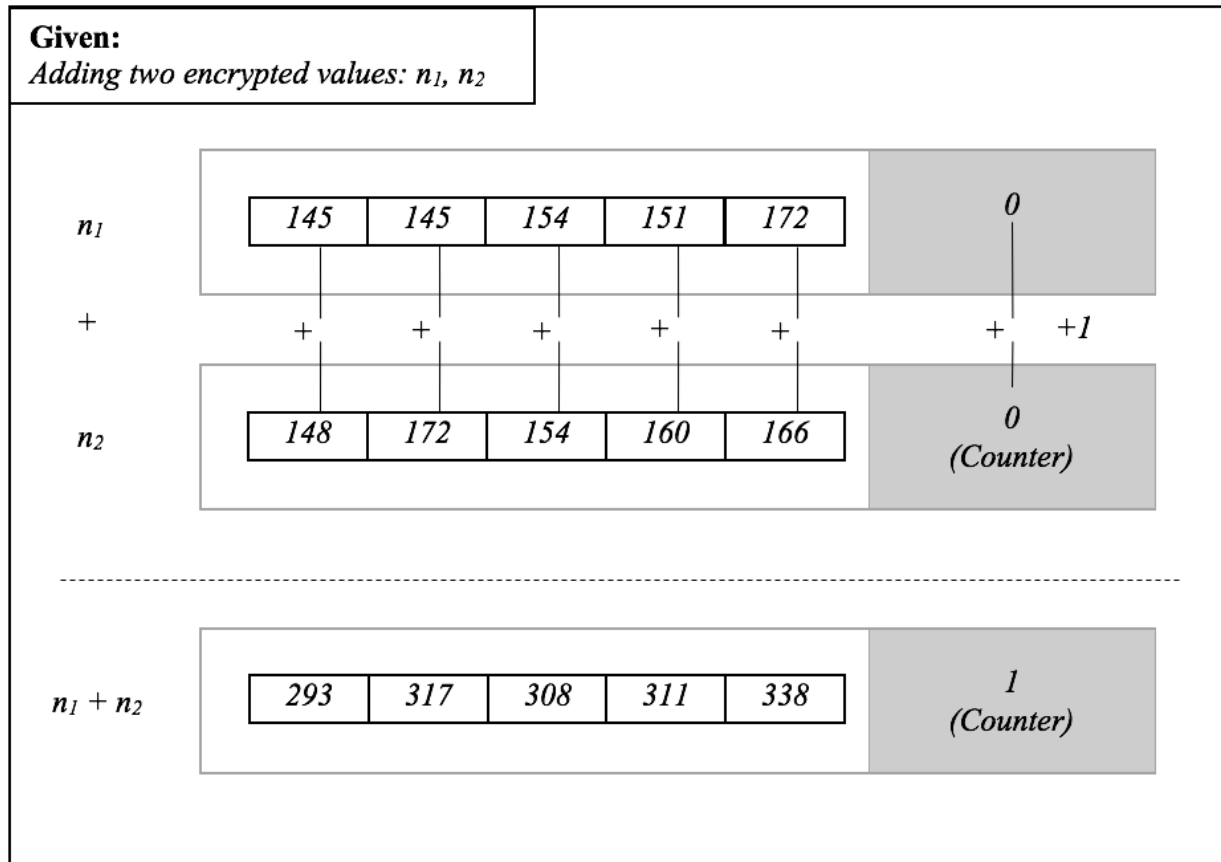 Given:
Adding two encrypted values: n1, n2
n1 145 145 154 151 172 0
+ + + + + + + +1
n2 148 172 154 160 166 0
(Counter)
n1 + n2 293 317 308 311 338 1
(Counter)